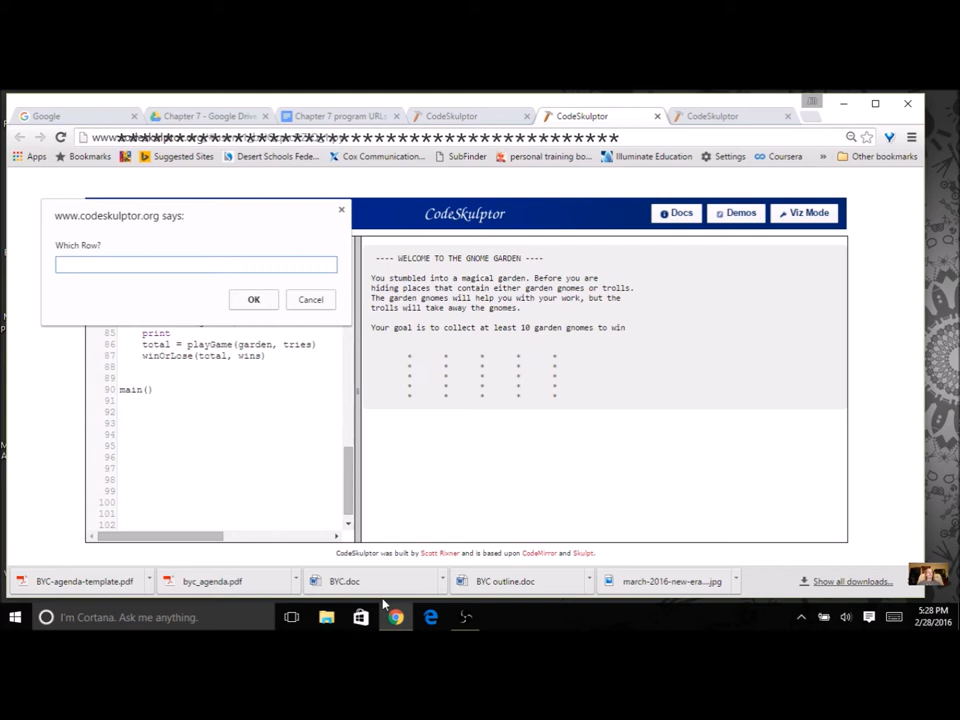 Google
Chapter 7 - Google Driv
Chapter 7 program URLs
CodeSkulptor
CodeSkulptor
CodeSkulptor
Apps
Bookmarks
Suggested Sites
Desert Schools Fede...
Cox Communication...
SubFinder
personal training bo...
Illuminate Education
Settings
Coursera
»
Other bookmarks
www.codeskulptor.org says:
Which Row?
OK
Cancel
CodeSkulptor
Docs
Demos
Viz Mode
---- WELCOME TO THE GNOME GARDEN ----
You stumbled into a magical garden. Before you are
hiding places that contain either garden gnomes or trolls.
The garden gnomes will help you with your work, but the
trolls will take away the gnomes.
Your goal is to collect at least 10 garden gnomes to win
* * * * *
* * * * *
* * * * *
* * * * *
* * * * *
85 print
86 total = playGame(garden, tries)
87 winOrLose(total, wins)
88
89
90 main()
91
92
93
94
95
96
97
98
99
100
101
102
CodeSkulptor was built by Scott Rixner and is based upon CodeMirror and Skulpt.
BYC-agenda-template.pdf
byc_agenda.pdf
BYC.doc
BYC outline.doc
march-2016-new-era....jpg
Show all downloads...
I'm Cortana. Ask me anything.
5:28 PM
2/28/2016